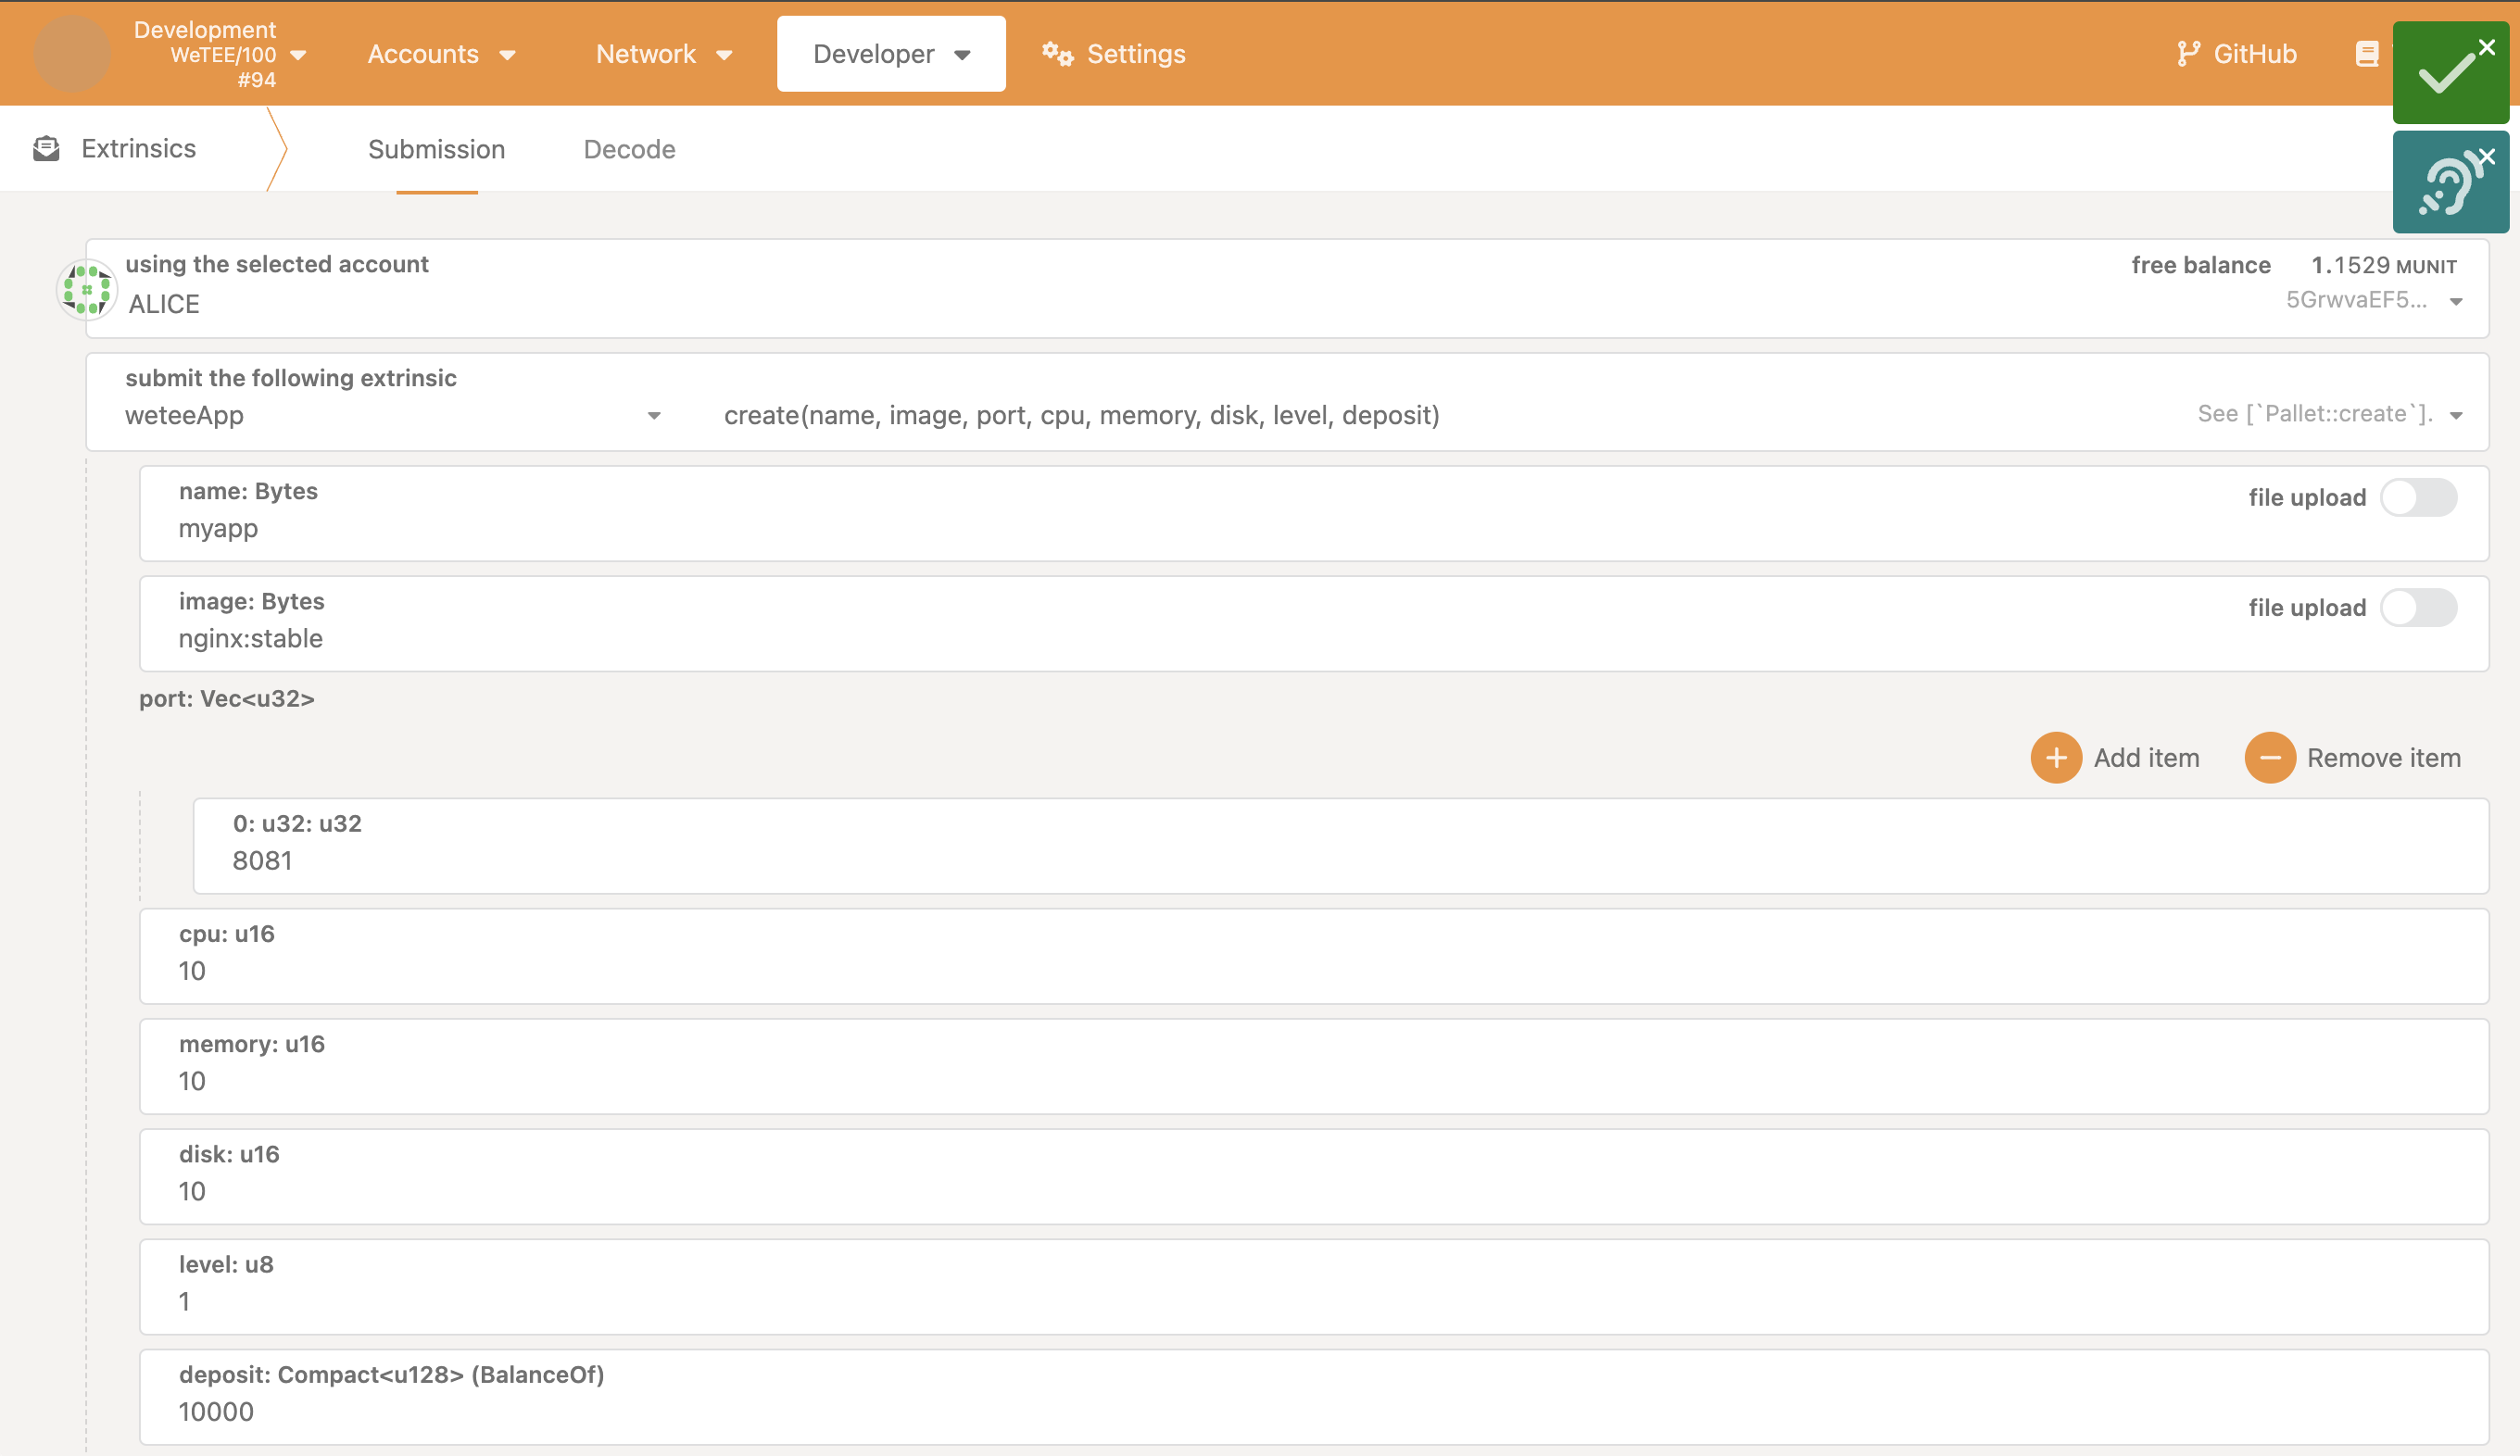 Development
WeTEE/100
#94
Accounts
Network
Developer
Settings
GitHub
Extrinsics
Submission
Decode
using the selected account
ALICE
free balance 1.1529 MUNIT
5GrwvaEF5...
submit the following extrinsic
weteeApp
create(name, image, port, cpu, memory, disk, level, deposit)
See [`Pallet::create`].
name: Bytes
myapp
file upload
image: Bytes
nginx:stable
file upload
port: Vec<u32>
Add item
Remove item
0: u32: u32
8081
cpu: u16
10
memory: u16
10
disk: u16
10
level: u8
1
deposit: Compact<u128> (BalanceOf)
10000